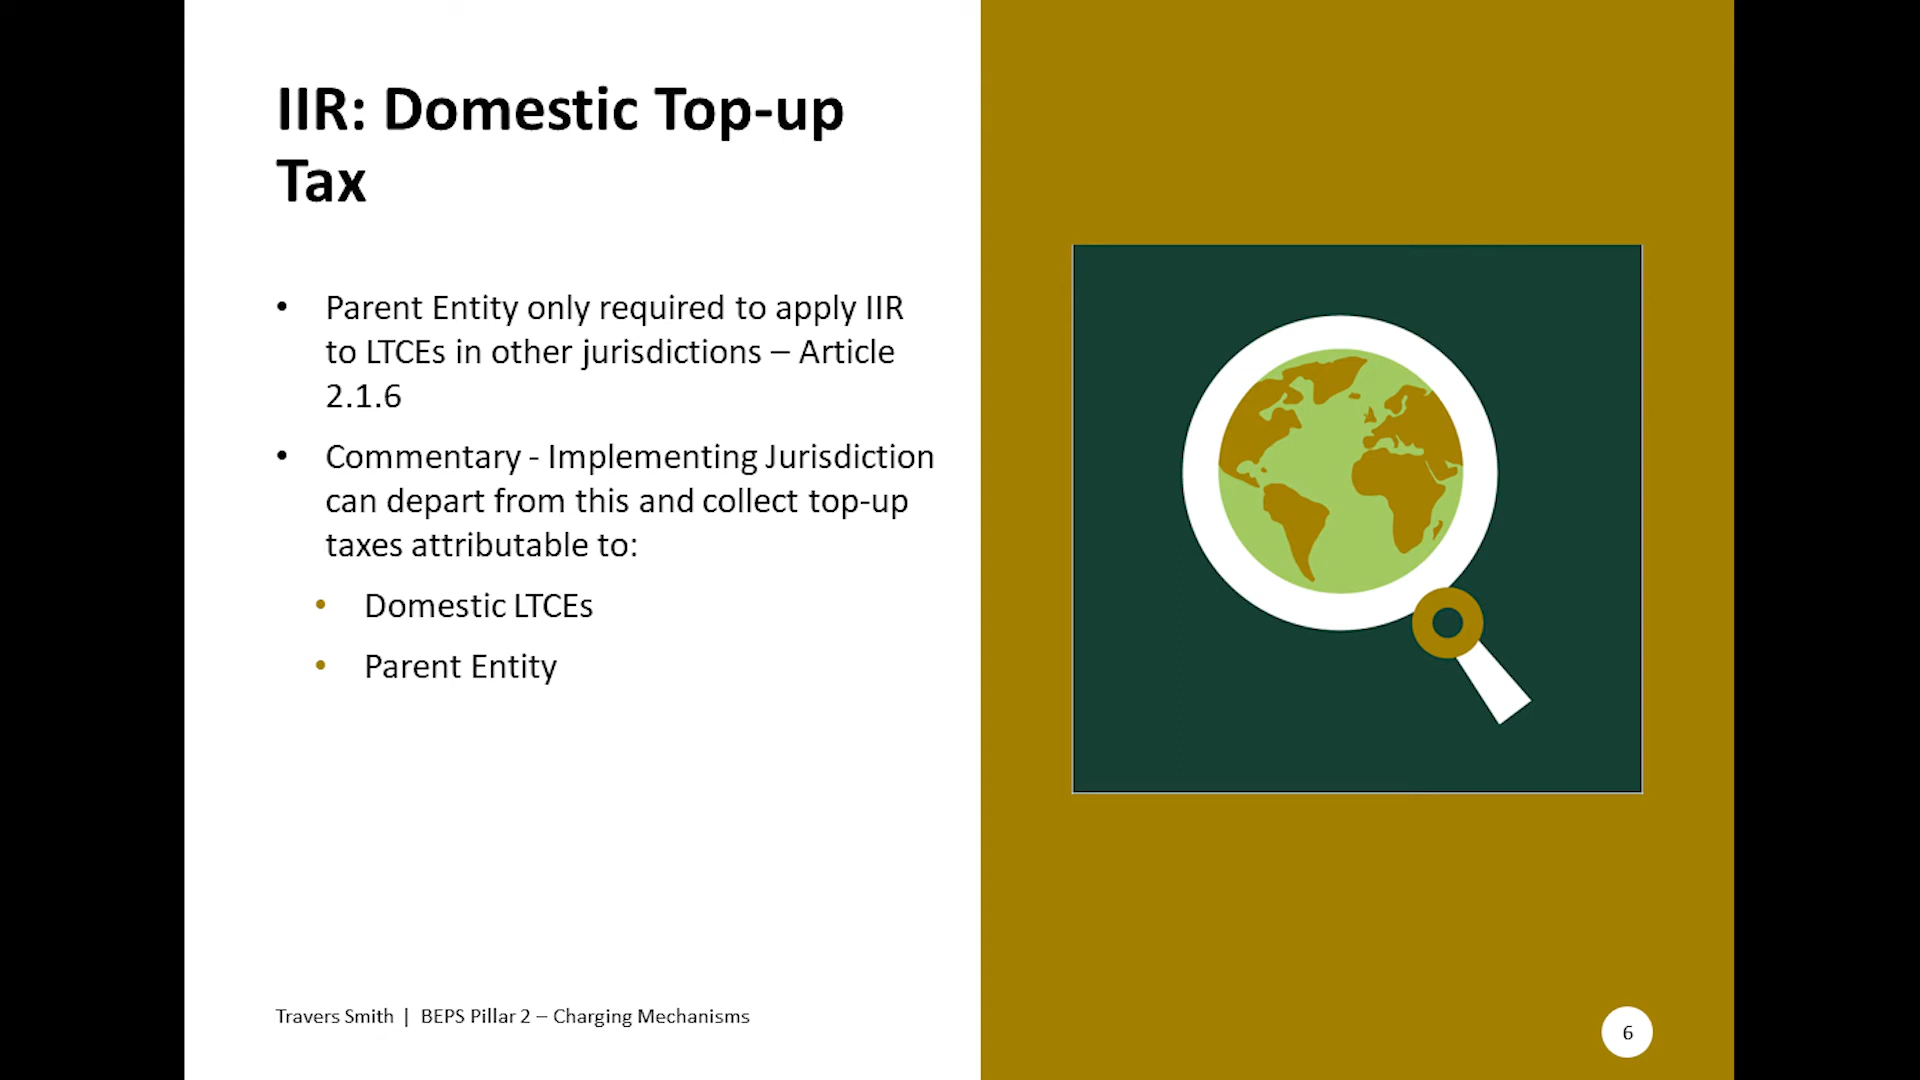 IIR: Domestic Top-up
Tax
• Parent Entity only required to apply IIR
to LTCEs in other jurisdictions – Article
2.1.6
• Commentary - Implementing Jurisdiction
can depart from this and collect top-up
taxes attributable to:
• Domestic LTCEs
• Parent Entity
Travers Smith | BEPS Pillar 2 – Charging Mechanisms
6